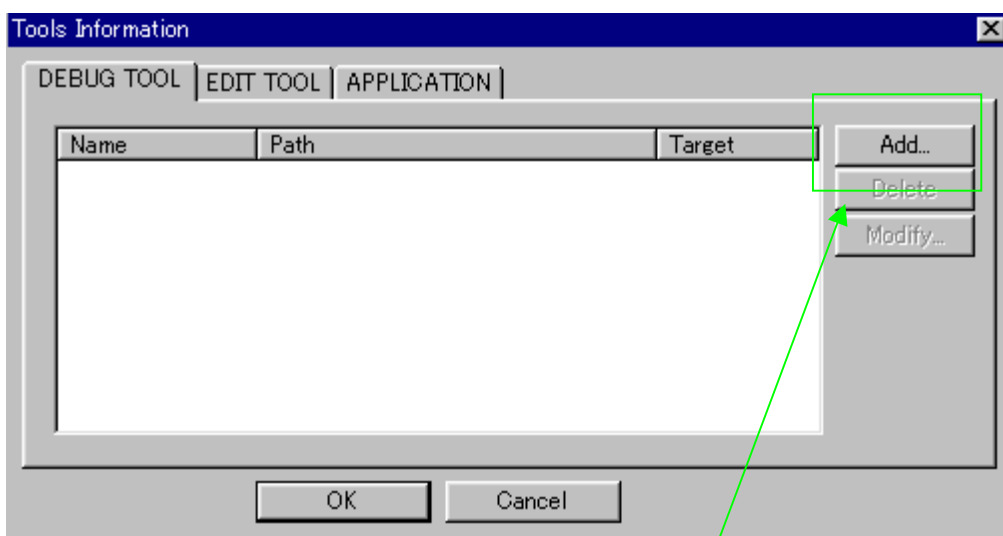 Tools Information
DEBUG TOOL EDIT TOOL APPLICATION
Name Path Target Add...
Delete
Modify...
OK Cancel